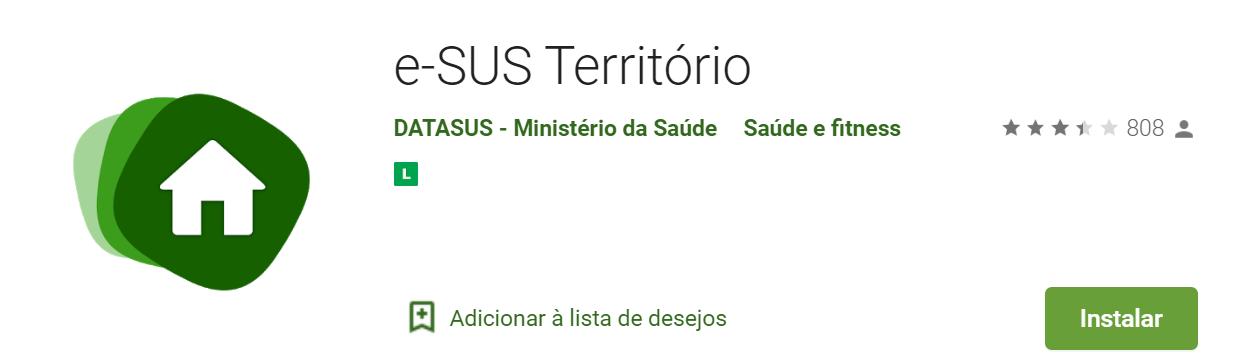 e-SUS Território
DATASUS - Ministério da Saúde Saúde e fitness 808
L
Adicionar à lista de desejos Instalar